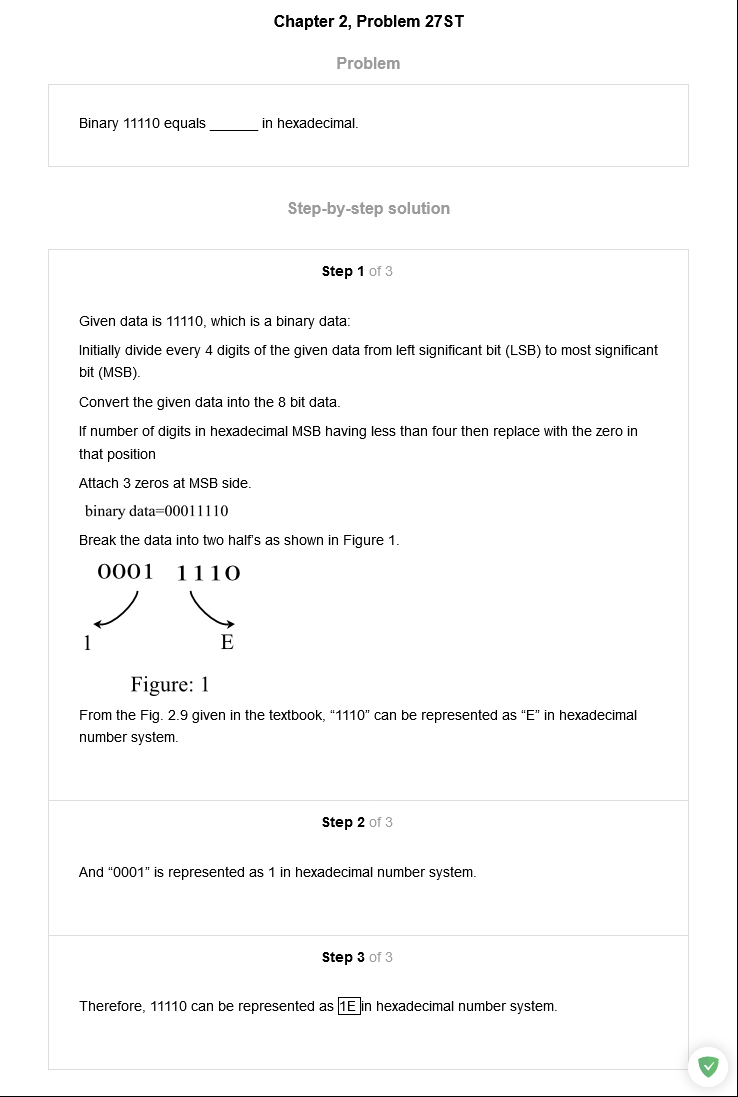 Chapter 2, Problem 27ST
Problem
Binary 11110 equals ______ in hexadecimal.
Step-by-step solution
Step 1 of 3
Given data is 11110, which is a binary data:
Initially divide every 4 digits of the given data from left significant bit (LSB) to most significant
bit (MSB).
Convert the given data into the 8 bit data.
If number of digits in hexadecimal MSB having less than four then replace with the zero in
that position
Attach 3 zeros at MSB side.
binary data=00011110
Break the data into two half's as shown in Figure 1.
0001 1110
1 E
Figure: 1
From the Fig. 2.9 given in the textbook, “1110” can be represented as “E” in hexadecimal
number system.
Step 2 of 3
And “0001” is represented as 1 in hexadecimal number system.
Step 3 of 3
Therefore, 11110 can be represented as 1E in hexadecimal number system.